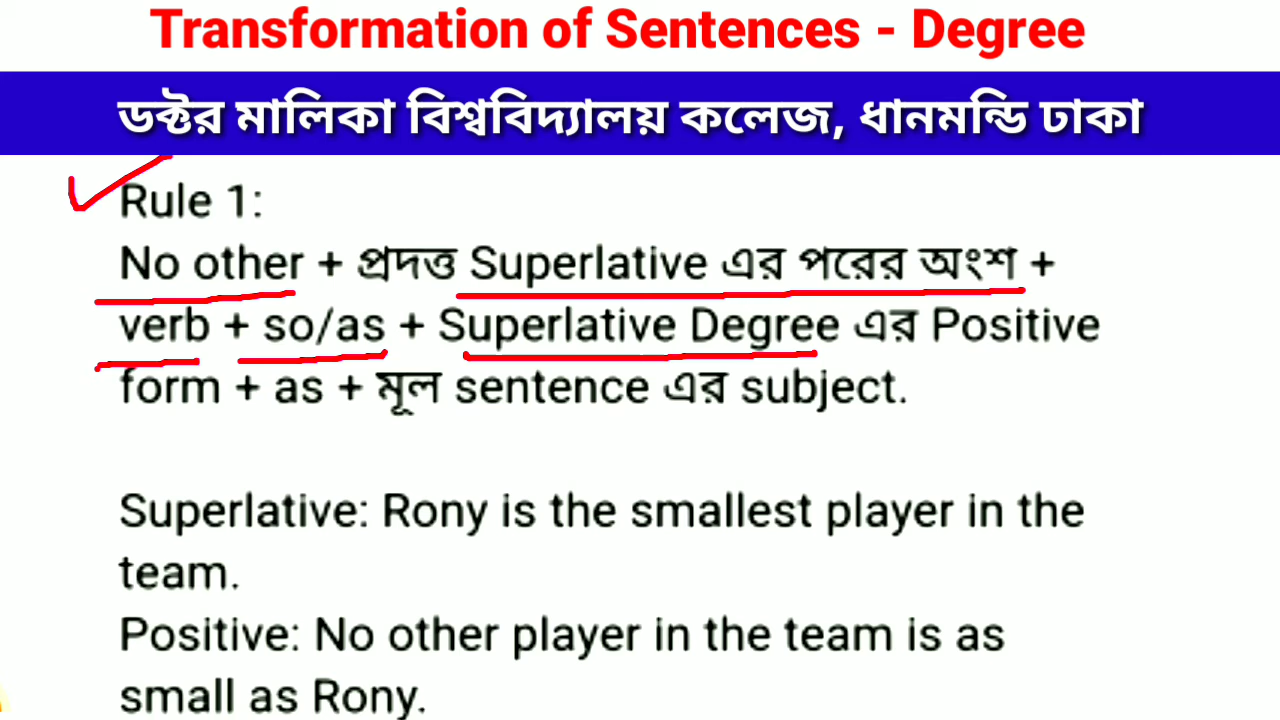 Transformation of Sentences - Degree
ডক্টর মালিকা বিশ্ববিদ্যালয় কলেজ, ধানমন্ডি ঢাকা
Rule 1:
No other + প্রদত্ত Superlative এর পরের অংশ +
verb + so/as + Superlative Degree এর Positive
form + as + মূল sentence এর subject.
Superlative: Rony is the smallest player in the
team.
Positive: No other player in the team is as
small as Rony.